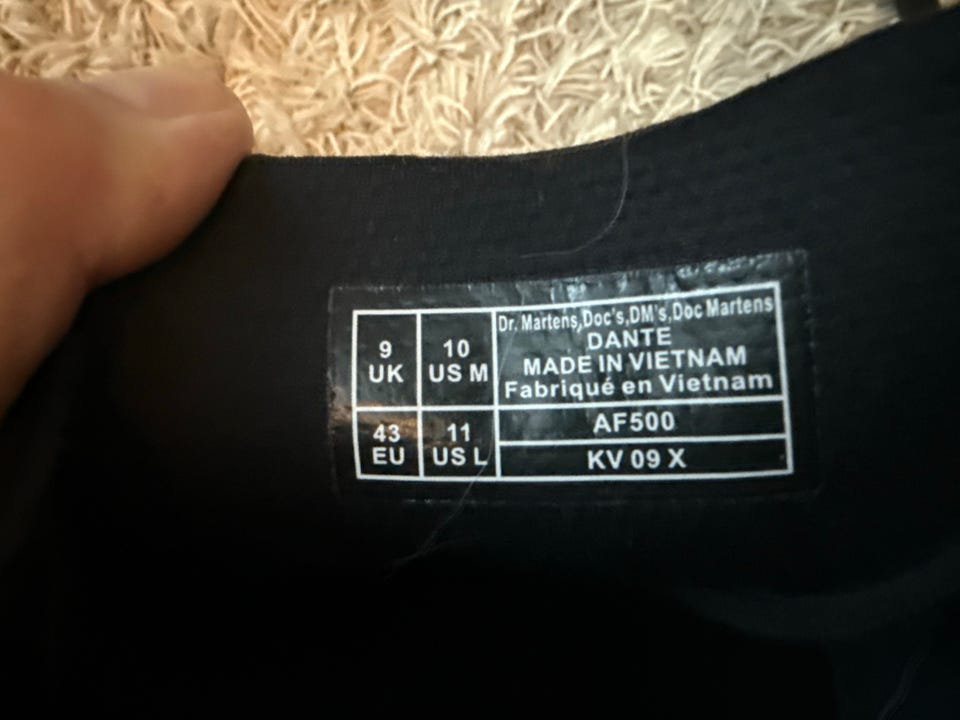 9
UK
10
US M
43
EU
11
US L
Dr. Martens,Doc's,DM's,Doc Martens
DANTE
MADE IN VIETNAM
Fabriqué en Vietnam
AF500
KV 09 X